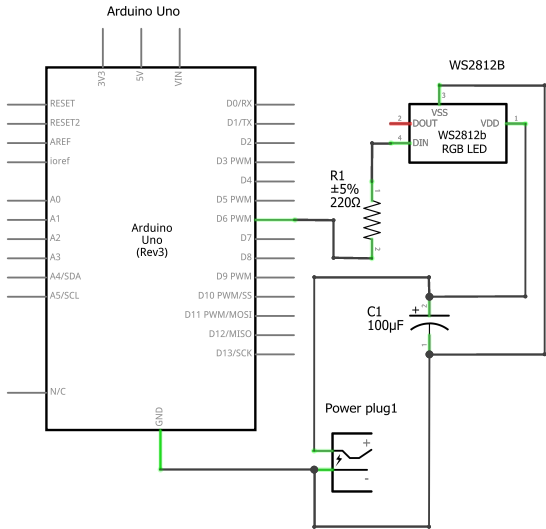 Arduino Uno
3V3
5V
VIN
RESET
RESET2
AREF
ioref
A0
A1
A2
A3
A4/SDA
A5/SCL
N/C
D0/RX
D1/TX
D2
D3 PWM
D4
D5 PWM
D6 PWM
D7
D8
D9 PWM
D10 PWM/SS
D11 PWM/MOSI
D12/MISO
D13/SCK
Arduino
Uno
(Rev3)
GND
WS2812B
3
VSS
2
DOUT
VDD
1
WS2812b
4
DIN
RGB LED
R1
±5%
220Ω
1
2
C1
100µF
+
2
1
Power plug1
+
-